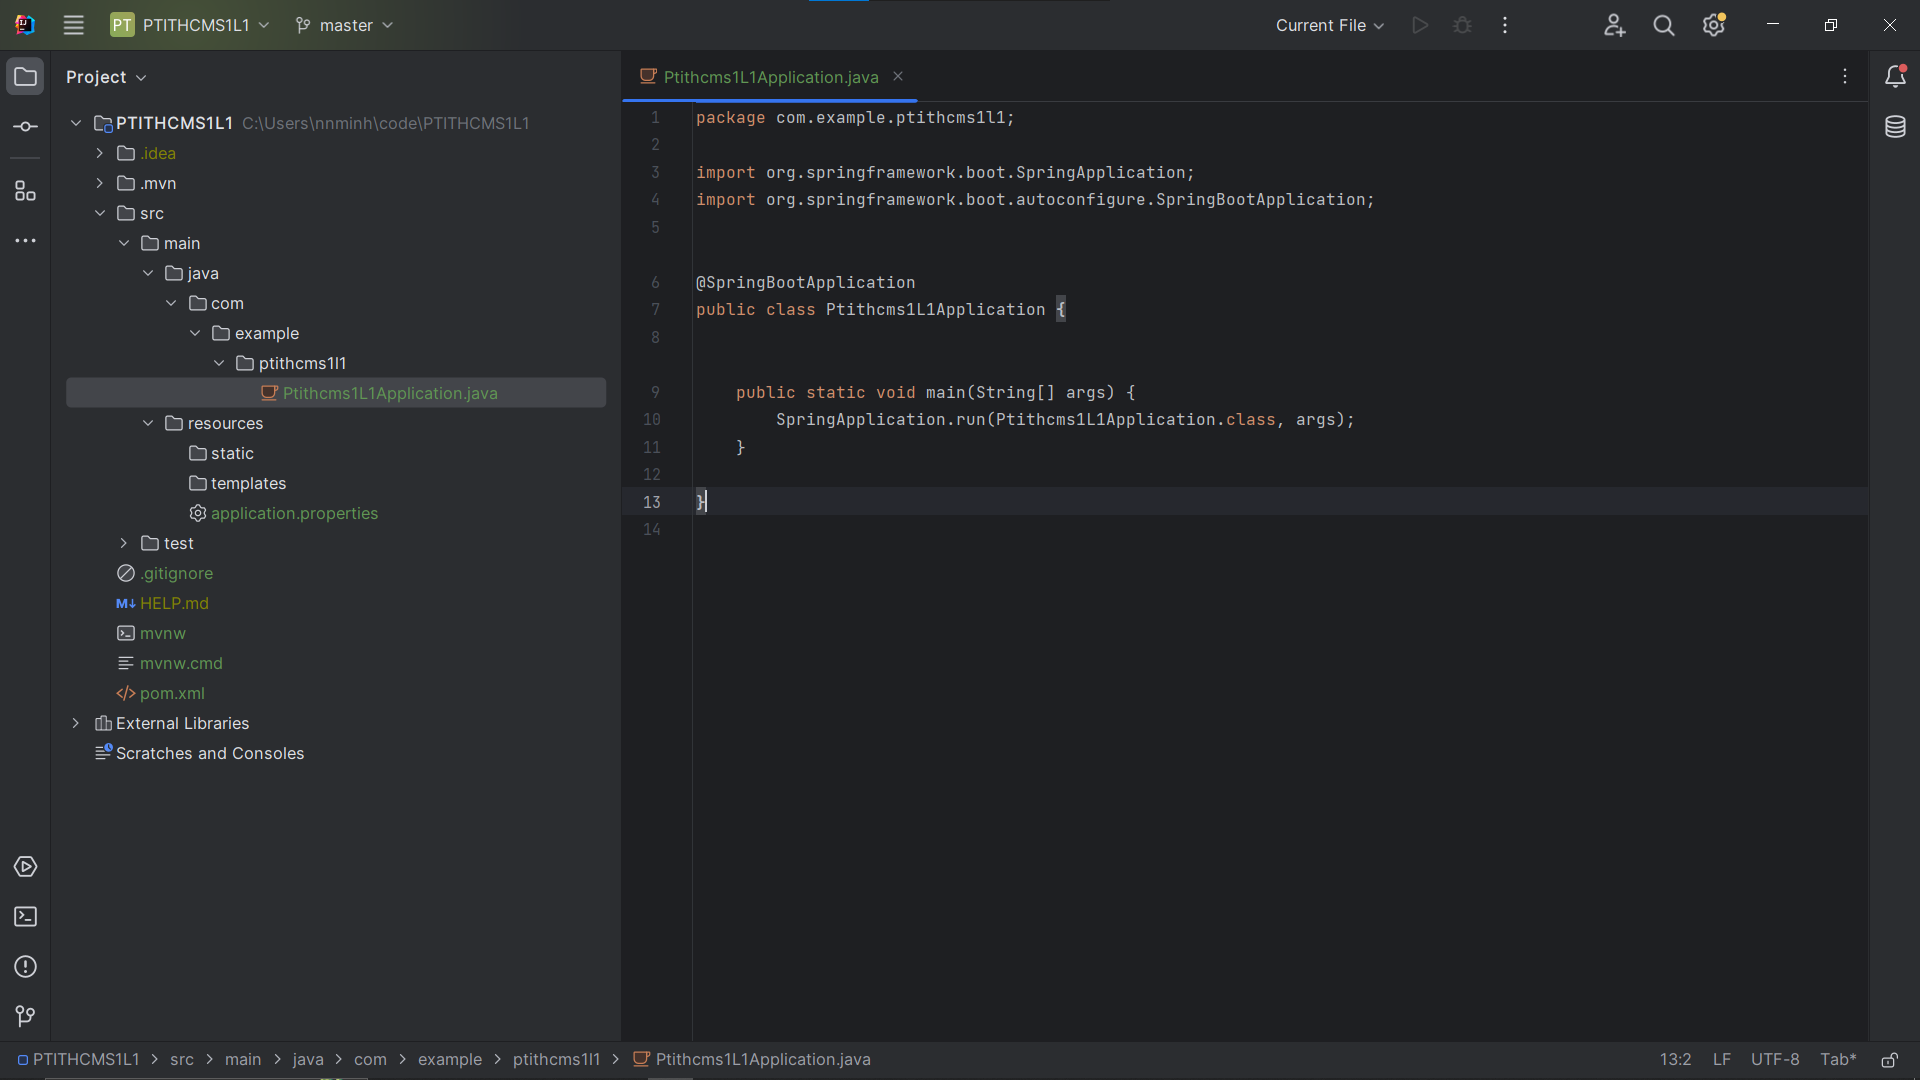 PT PTITHCMS1L1 master Current File
Project
PTITHCMS1L1 C:\Users\nnminh\code\PTITHCMS1L1
.idea
.mvn
src
main
java
com
example
ptithcms1l1
Ptithcms1L1Application.java
resources
static
templates
application.properties
test
.gitignore
M↓ HELP.md
mvnw
mvnw.cmd
</> pom.xml
External Libraries
Scratches and Consoles
Ptithcms1L1Application.java
1 package com.example.ptithcms1l1;
2
3 import org.springframework.boot.SpringApplication;
4 import org.springframework.boot.autoconfigure.SpringBootApplication;
5
6 @SpringBootApplication
7 public class Ptithcms1L1Application {
8
9 public static void main(String[] args) {
10 SpringApplication.run(Ptithcms1L1Application.class, args);
11 }
12
13 }
14
PTITHCMS1L1 > src > main > java > com > example > ptithcms1l1 > Ptithcms1L1Application.java 13:2 LF UTF-8 Tab*